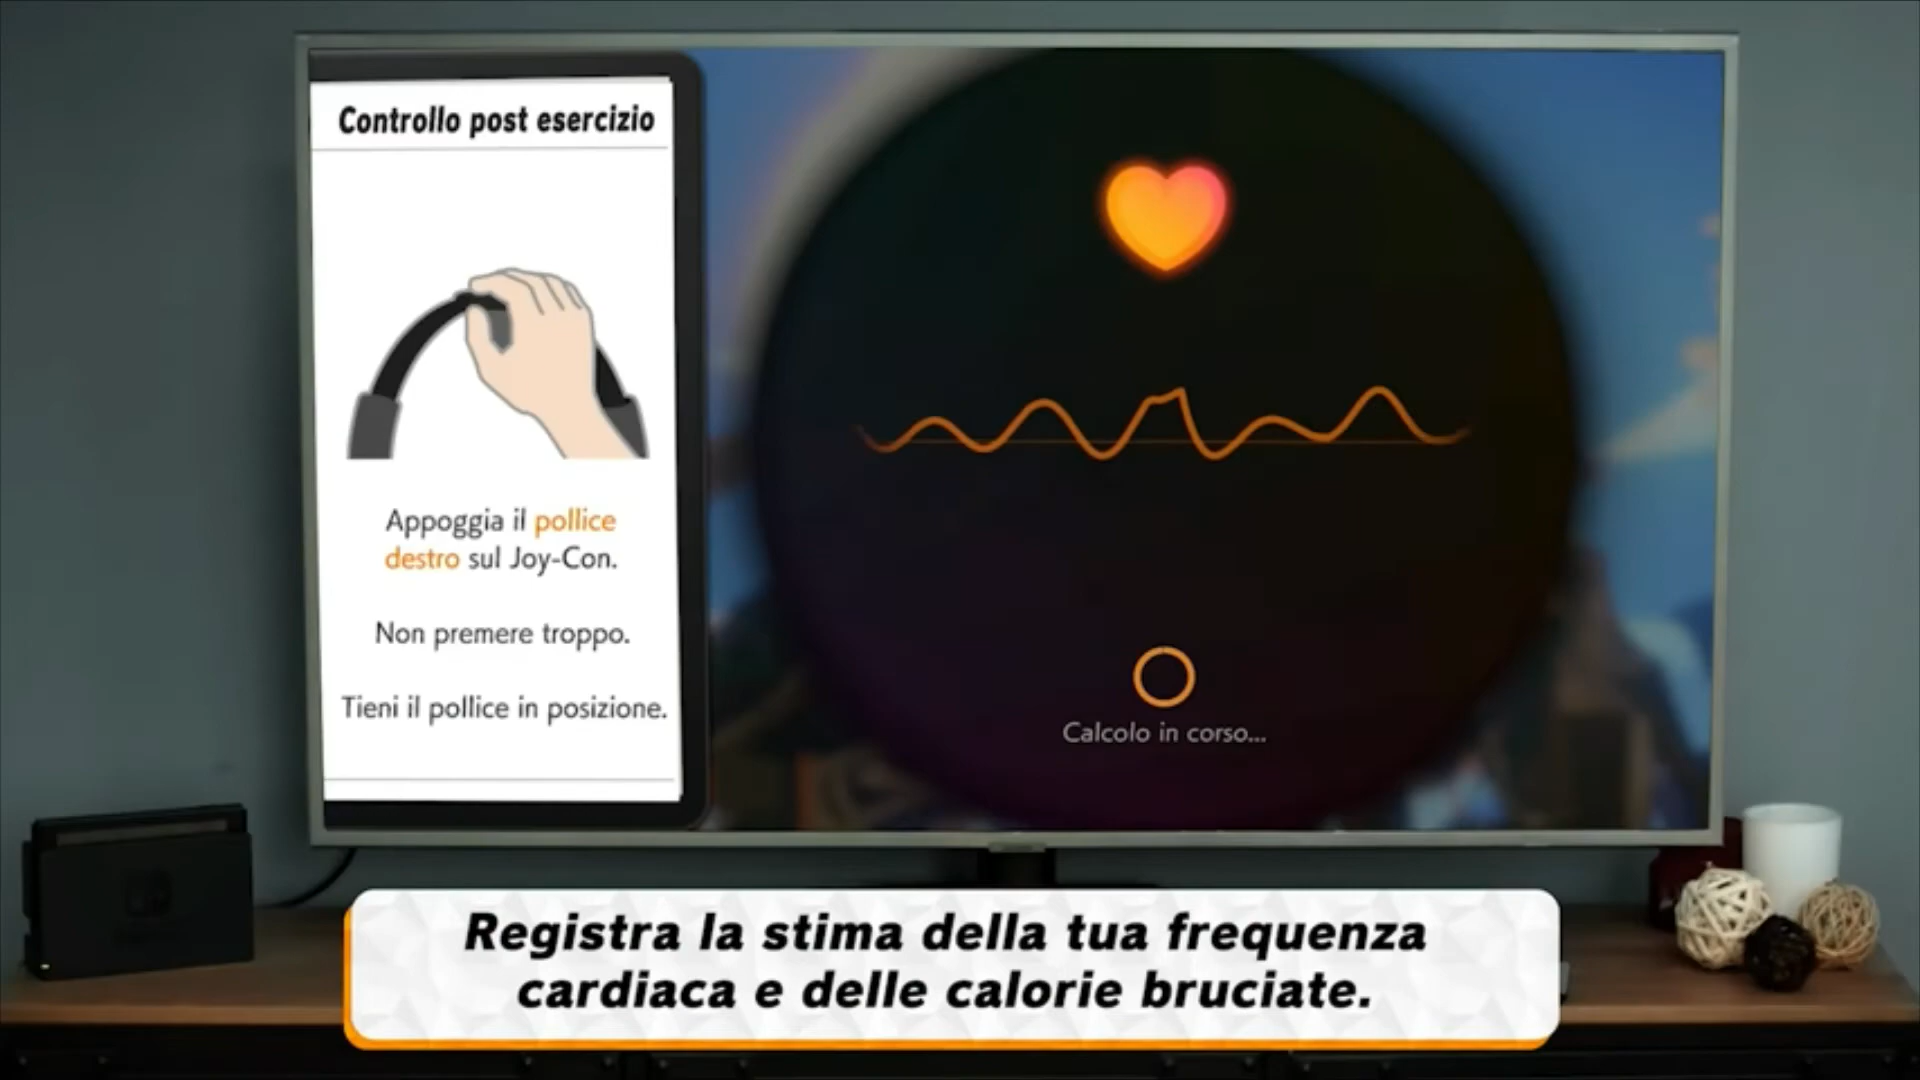 Controllo post esercizio
Appoggia il pollice
destro sul Joy-Con.
Non premere troppo.
Tieni il pollice in posizione.
Calcolo in corso...
Registra la stima della tua frequenza
cardiaca e delle calorie bruciate.